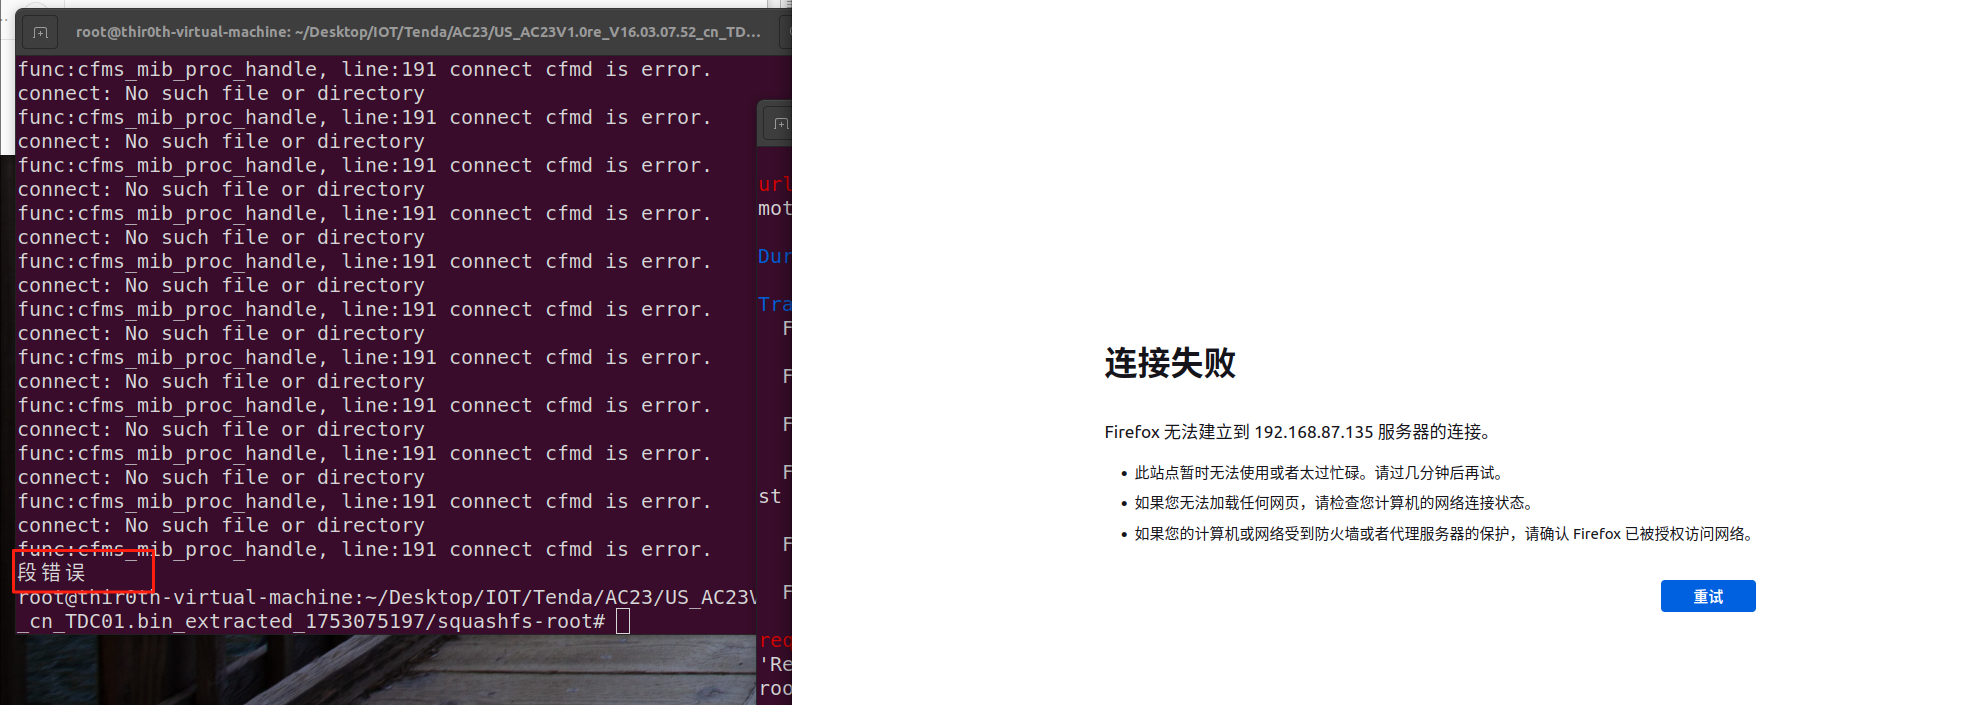 root@thir0th-virtual-machine: ~/Desktop/IOT/Tenda/AC23/US_AC23V1.0re_V16.03.07.52_cn_TD...
func:cfms_mib_proc_handle, line:191 connect cfmd is error.
connect: No such file or directory
func:cfms_mib_proc_handle, line:191 connect cfmd is error.
connect: No such file or directory
func:cfms_mib_proc_handle, line:191 connect cfmd is error.
connect: No such file or directory
func:cfms_mib_proc_handle, line:191 connect cfmd is error.
connect: No such file or directory
func:cfms_mib_proc_handle, line:191 connect cfmd is error.
connect: No such file or directory
func:cfms_mib_proc_handle, line:191 connect cfmd is error.
connect: No such file or directory
func:cfms_mib_proc_handle, line:191 connect cfmd is error.
connect: No such file or directory
func:cfms_mib_proc_handle, line:191 connect cfmd is error.
connect: No such file or directory
func:cfms_mib_proc_handle, line:191 connect cfmd is error.
connect: No such file or directory
func:cfms_mib_proc_handle, line:191 connect cfmd is error.
connect: No such file or directory
func:cfms_mib_proc_handle, line:191 connect cfmd is error.
段错误
root@thir0th-virtual-machine:~/Desktop/IOT/Tenda/AC23/US_AC23V
_cn_TDC01.bin_extracted_1753075197/squashfs-root#
url
mot
Dur
Tra
F
F
F
F
st
F
F
req
'Re
roo
连接失败
Firefox 无法建立到 192.168.87.135 服务器的连接。
• 此站点暂时无法使用或者太过忙碌。请过几分钟后再试。
• 如果您无法加载任何网页，请检查您计算机的网络连接状态。
• 如果您的计算机或网络受到防火墙或者代理服务器的保护，请确认 Firefox 已被授权访问网络。
重试